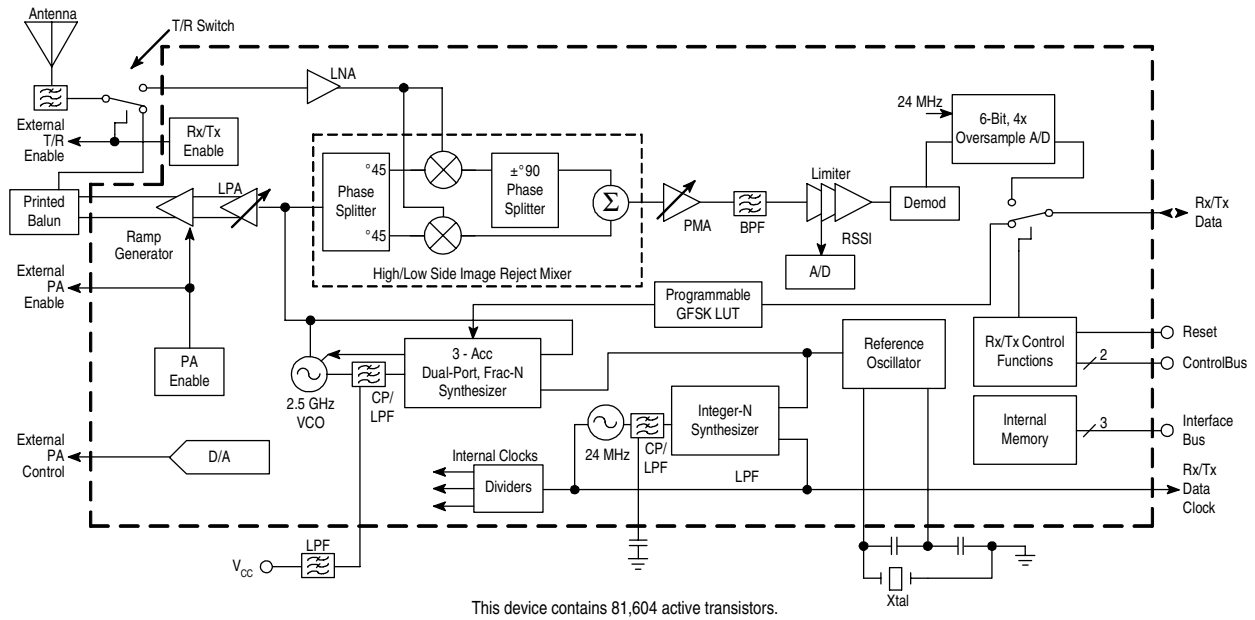 Antenna
T/R Switch
External
T/R
Enable
Rx/Tx
Enable
LNA
Printed
Balun
LPA
Ramp
Generator
Phase
Splitter
°45
°45
±°90
Phase
Splitter
Σ
High/Low Side Image Reject Mixer
PMA
BPF
Limiter
RSSI
A/D
Demod
24 MHz
6-Bit, 4x
Oversample A/D
Rx/Tx
Data
External
PA
Enable
PA
Enable
Programmable
GFSK LUT
2.5 GHz
VCO
CP/
LPF
3 - Acc
Dual-Port, Frac-N
Synthesizer
Reference
Oscillator
Rx/Tx Control
Functions
Reset
2
ControlBus
Internal
Memory
3
Interface
Bus
External
PA
Control
D/A
Internal Clocks
Dividers
24 MHz
CP/
LPF
Integer-N
Synthesizer
LPF
Rx/Tx
Data
Clock
VCC
LPF
Xtal
This device contains 81,604 active transistors.